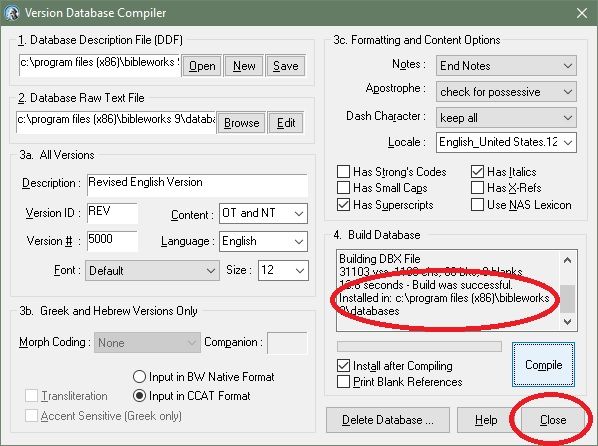 Version Database Compiler
1. Database Description File (DDF)
c:\program files (x86)\bibleworks 9
Open
New
Save
2. Database Raw Text File
c:\program files (x86)\bibleworks 9\databa
Browse
Edit
3a. All Versions
Description : Revised English Version
Version ID : REV
Content : OT and NT
Version # : 5000
Language : English
Font : Default
Size : 12
3b. Greek and Hebrew Versions Only
Morph Coding : None
Companion :
Input in BW Native Format
Transliteration
Input in CCAT Format
Accent Sensitive (Greek only)
3c. Formatting and Content Options
Notes : End Notes
Apostrophe : check for possessive
Dash Character : keep all
Locale : English_United States.12
Has Strong's Codes
Has Italics
Has Small Caps
Has X-Refs
Has Superscripts
Use NAS Lexicon
4. Build Database
Building DBX File
31103 vss, chs, bks, 0 blanks
seconds - Build was successful.
Installed in: c:\program files (x86)\bibleworks
9\databases
Install after Compiling
Print Blank References
Compile
Delete Database ...
Help
Close